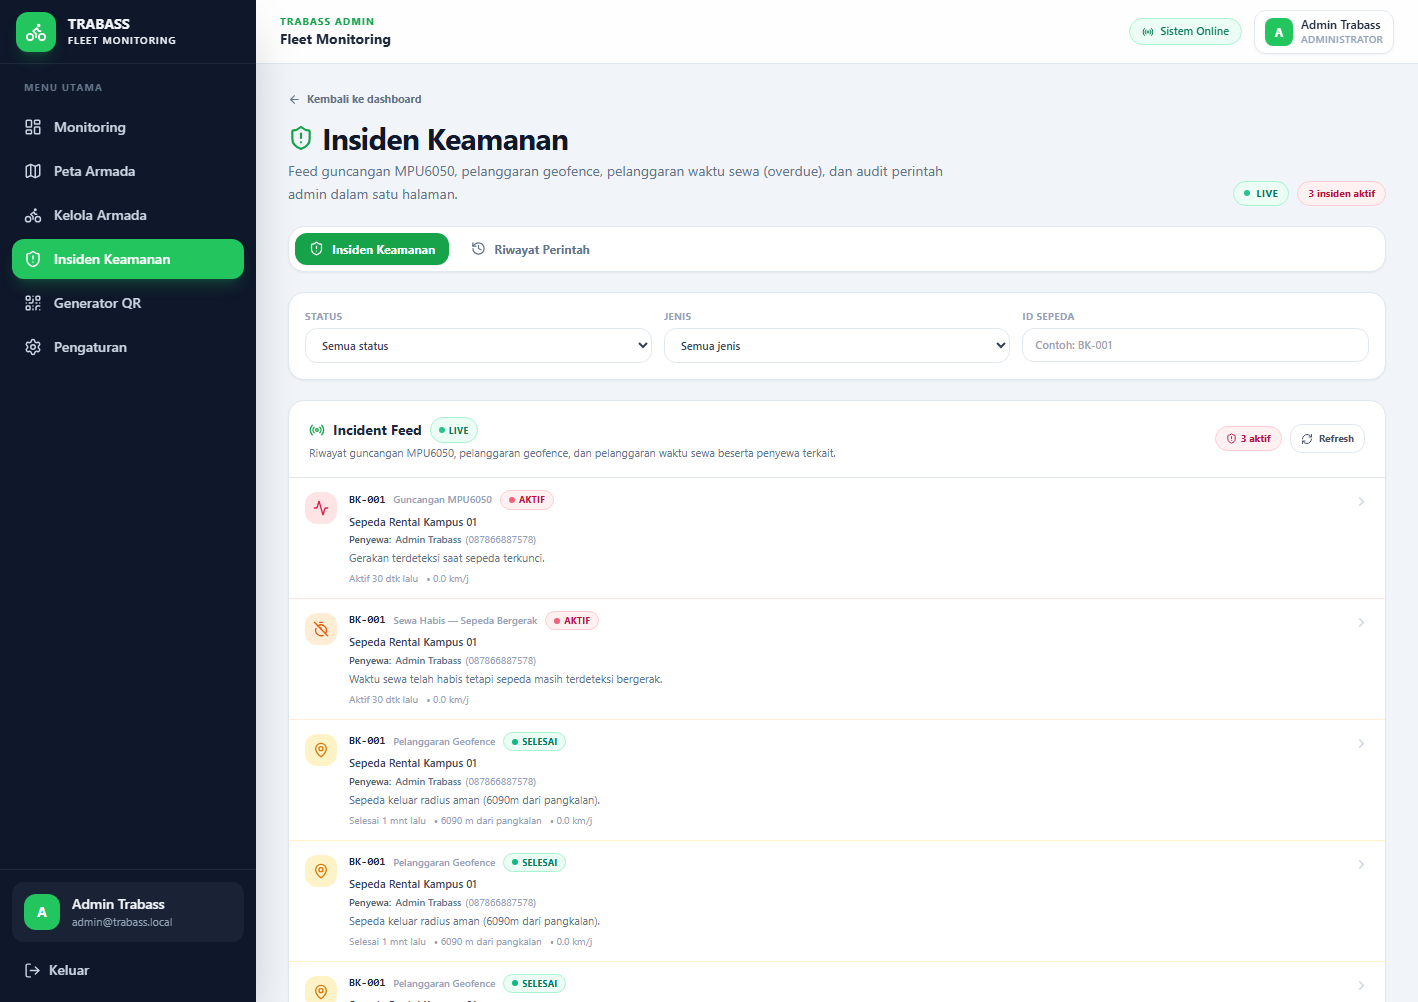 TRABASS
FLEET MONITORING
MENU UTAMA
Monitoring
Peta Armada
Kelola Armada
Insiden Keamanan
Generator QR
Pengaturan
A
Admin Trabass
admin@trabass.local
Keluar
TRABASS ADMIN
Fleet Monitoring
Sistem Online
A
Admin Trabass
ADMINISTRATOR
Kembali ke dashboard
Insiden Keamanan
Feed guncangan MPU6050, pelanggaran geofence, pelanggaran waktu sewa (overdue), dan audit perintah
admin dalam satu halaman.
LIVE
3 insiden aktif
Insiden Keamanan
Riwayat Perintah
STATUS
Semua status
JENIS
Semua jenis
ID SEPEDA
Contoh: BK-001
Incident Feed
LIVE
Riwayat guncangan MPU6050, pelanggaran geofence, dan pelanggaran waktu sewa beserta penyewa terkait.
3 aktif
Refresh
BK-001 Guncangan MPU6050 AKTIF
Sepeda Rental Kampus 01
Penyewa: Admin Trabass (087866887578)
Gerakan terdeteksi saat sepeda terkunci.
Aktif 30 dtk lalu • 0.0 km/j
BK-001 Sewa Habis — Sepeda Bergerak AKTIF
Sepeda Rental Kampus 01
Penyewa: Admin Trabass (087866887578)
Waktu sewa telah habis tetapi sepeda masih terdeteksi bergerak.
Aktif 30 dtk lalu • 0.0 km/j
BK-001 Pelanggaran Geofence SELESAI
Sepeda Rental Kampus 01
Penyewa: Admin Trabass (087866887578)
Sepeda keluar radius aman (6090m dari pangkalan).
Selesai 1 mnt lalu • 6090 m dari pangkalan • 0.0 km/j
BK-001 Pelanggaran Geofence SELESAI
Sepeda Rental Kampus 01
Penyewa: Admin Trabass (087866887578)
Sepeda keluar radius aman (6090m dari pangkalan).
Selesai 1 mnt lalu • 6090 m dari pangkalan • 0.0 km/j
BK-001 Pelanggaran Geofence SELESAI